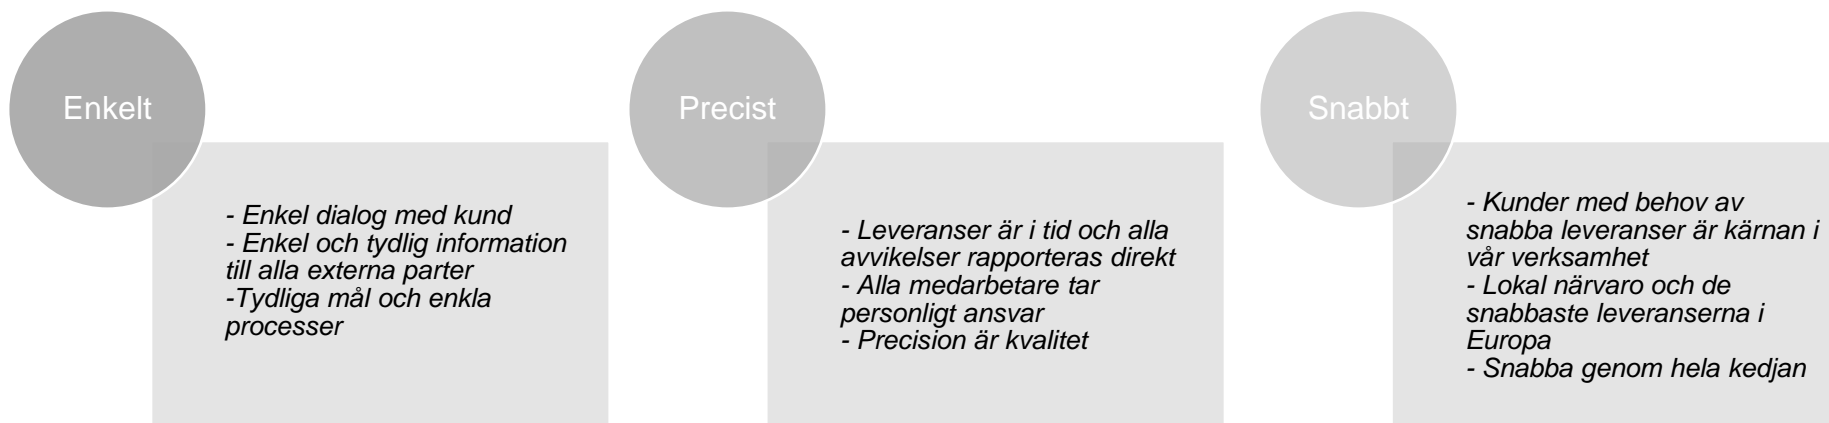 Enkelt
- Enkel dialog med kund
- Enkel och tydlig information
till alla externa parter
-Tydliga mål och enkla
processer
Precist
- Leveranser är i tid och alla
avvikelser rapporteras direkt
- Alla medarbetare tar
personligt ansvar
- Precision är kvalitet
Snabbt
- Kunder med behov av
snabba leveranser är kärnan i
vår verksamhet
- Lokal närvaro och de
snabbaste leveranserna i
Europa
- Snabba genom hela kedjan